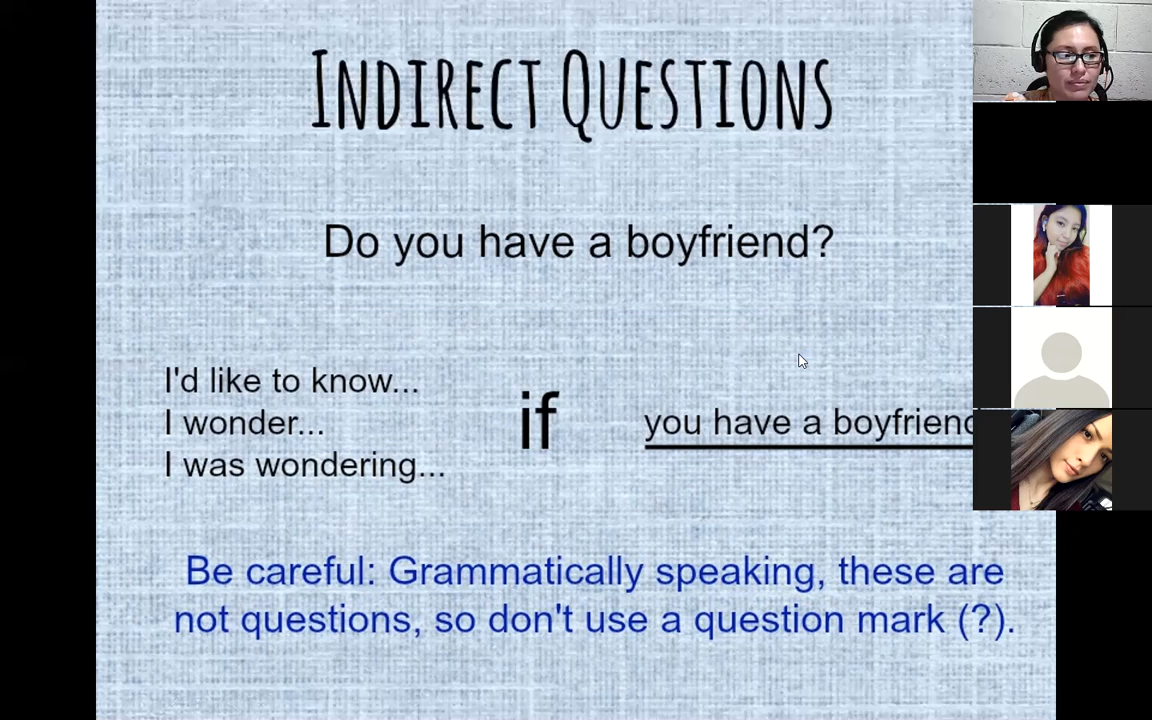 INDIRECT QUESTIONS
Do you have a boyfriend?
I'd like to know...
I wonder...
I was wondering...
if
you have a boyfriend
Be careful: Grammatically speaking, these are
not questions, so don't use a question mark (?).